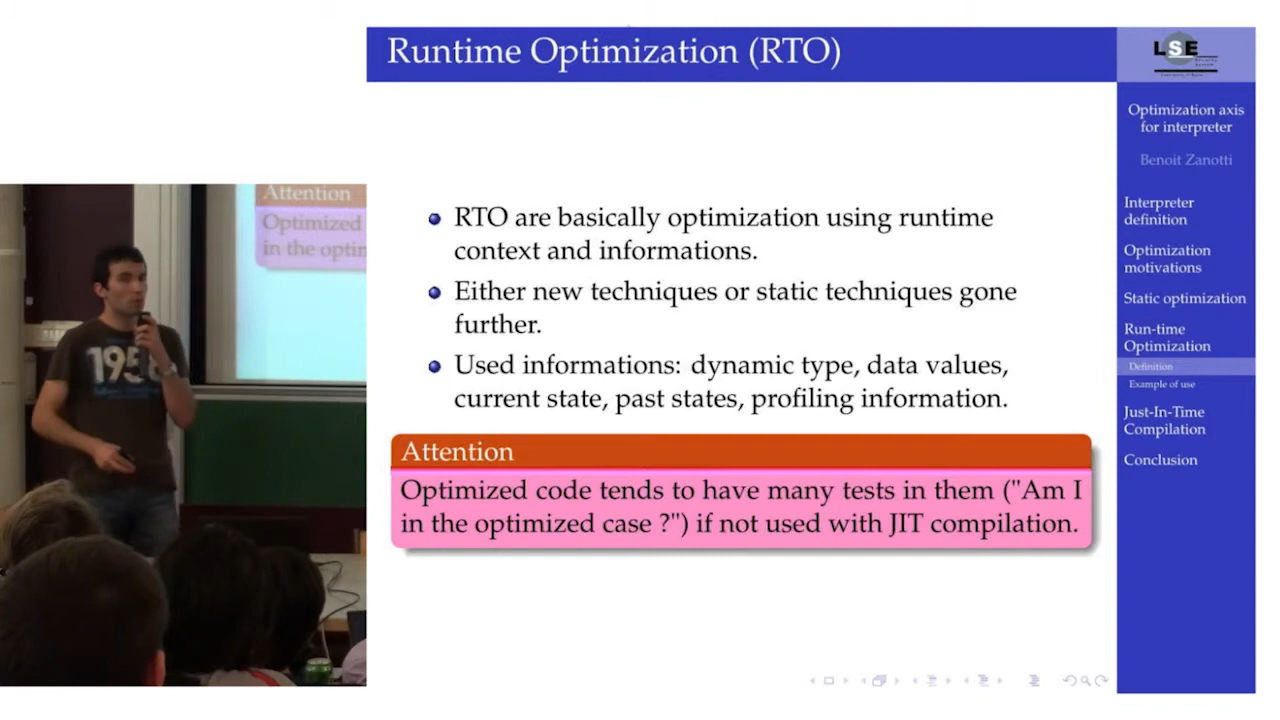 Runtime Optimization (RTO)
LSE
Optimization axis
for interpreter
Benoit Zanotti
Interpreter
definition
Optimization
motivations
Static optimization
Run-time
Optimization
Definition
Example of use
Just-In-Time
Compilation
Conclusion
RTO are basically optimization using runtime
context and informations.
Either new techniques or static techniques gone
further.
Used informations: dynamic type, data values,
current state, past states, profiling information.
Attention
Optimized code tends to have many tests in them ("Am I
in the optimized case ?") if not used with JIT compilation.
Attention
Optimized
in the optim
1958